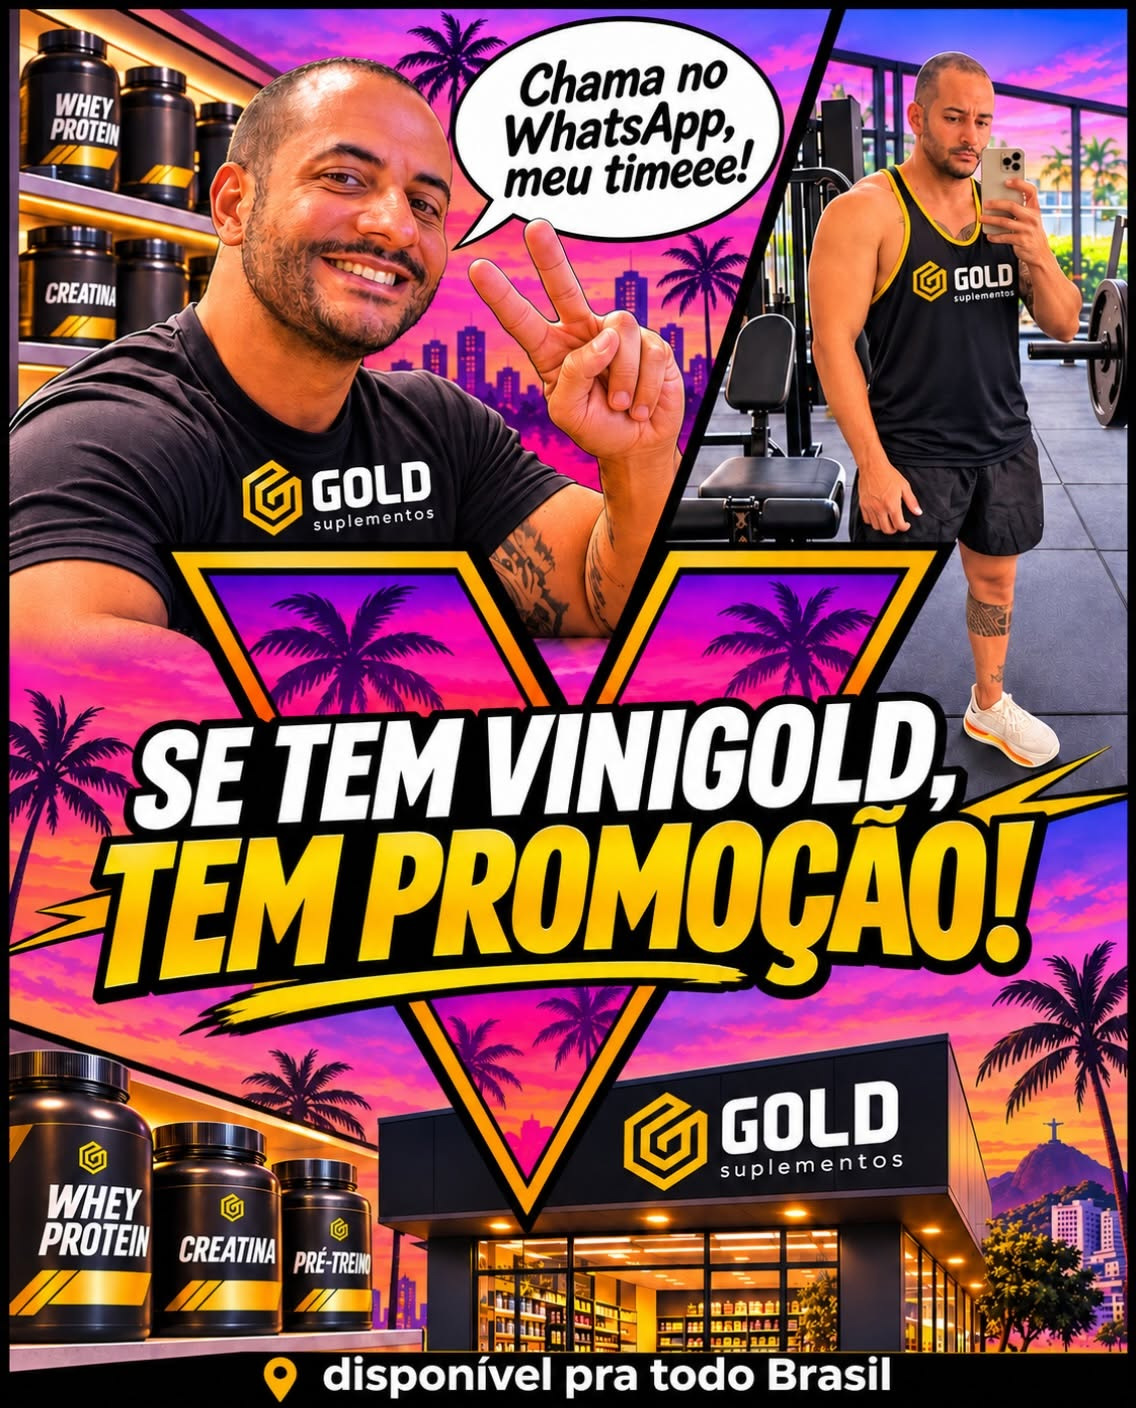 Chama no
WhatsApp,
meu timeee!
WHEY
PROTEIN
CREATINA
GOLD
suplementos
GOLD
suplementos
SE TEM VINIGOLD,
TEM PROMOÇÃO!
GOLD
suplementos
WHEY
PROTEIN
CREATINA
PRÉ-TREINO
disponível pra todo Brasil